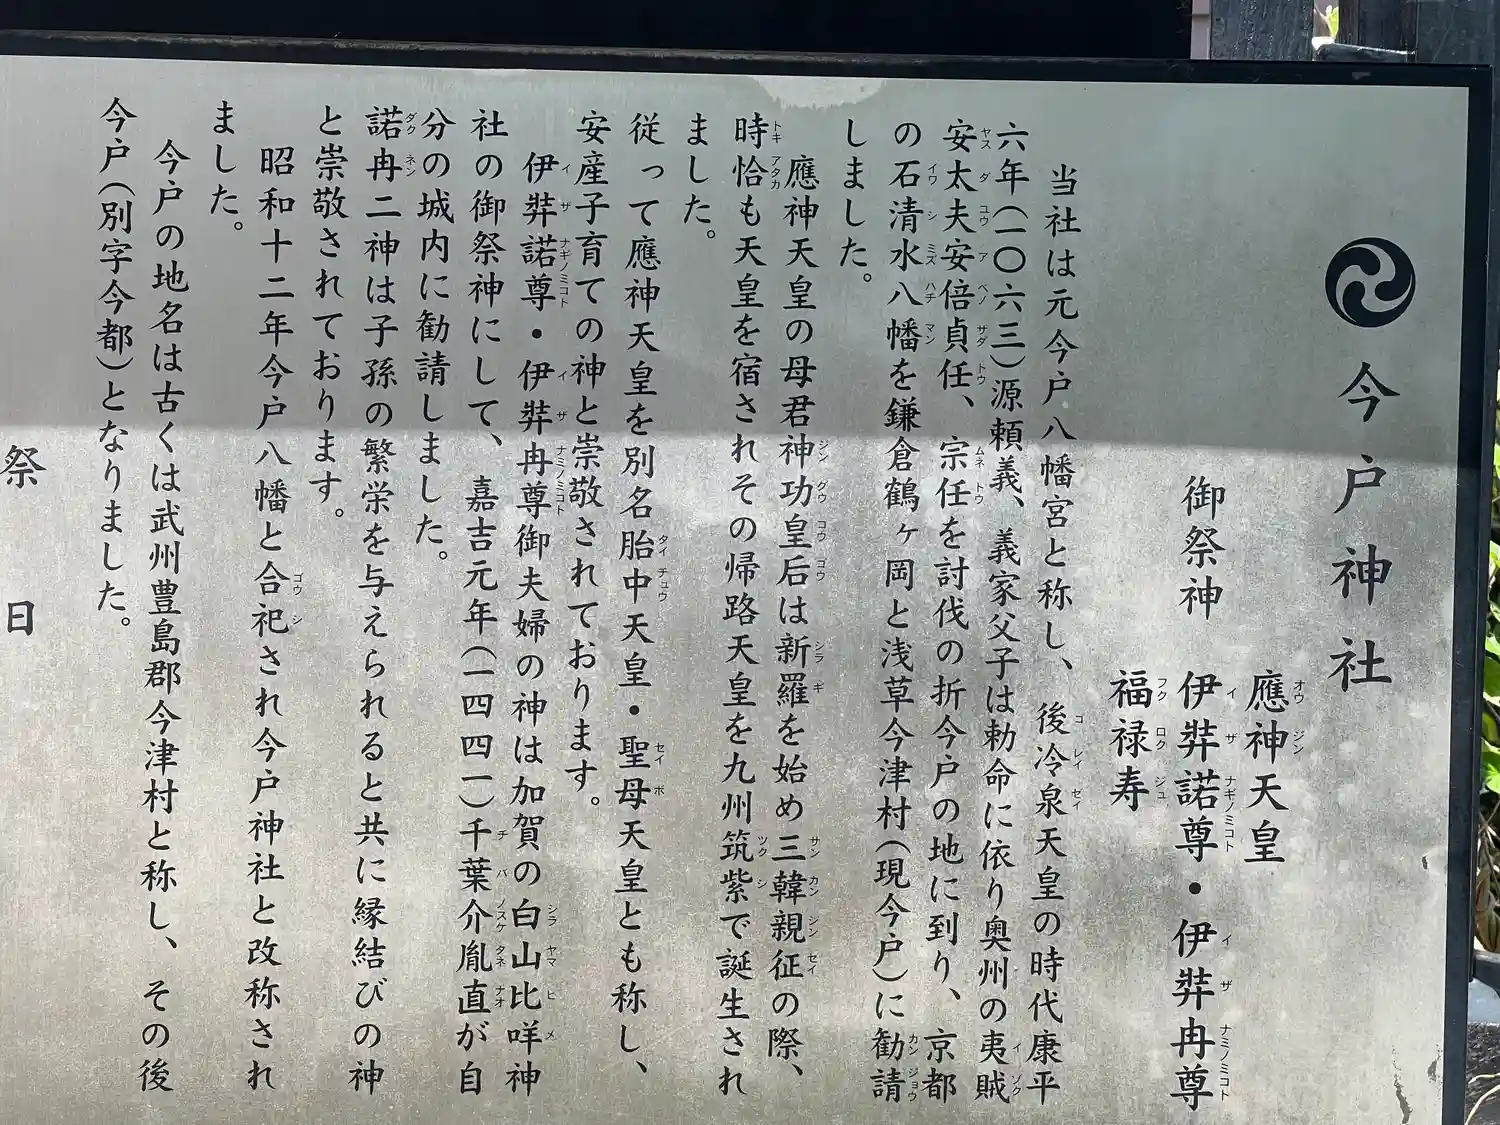 今戸神社
御祭神
應神天皇
伊弉諾尊・伊弉冉尊
福禄寿
当社は元今戸八幡宮と称し、後冷泉天皇の時代康平
六年(一〇六三)源頼義、義家父子は勅命に依り奥州の夷賊
安太夫安倍貞任、宗任を討伐の折今戸の地に到り、京都
の石清水八幡を鎌倉鶴ヶ岡と浅草今津村(現今戸)に勧請
しました。
應神天皇の母君神功皇后は新羅を始め三韓親征の際、
時恰も天皇を宿されその帰路天皇を九州筑紫で誕生され
ました。
従って應神天皇を別名胎中天皇・聖母天皇とも称し、
安産子育ての神と崇敬されております。
伊弉諾尊・伊弉冉尊御夫婦の神は加賀の白山比咩神
社の御祭神にして、嘉吉元年(一四四一)千葉介胤直が自
分の城内に勧請しました。
諾冉二神は子孫の繁栄を与えられると共に縁結びの神
と崇敬されております。
昭和十二年今戸八幡と合祀され今戸神社と改称され
ました。
今戸の地名は古くは武州豊島郡今津村と称し、その後
今戸(別字今都)となりました。
祭日